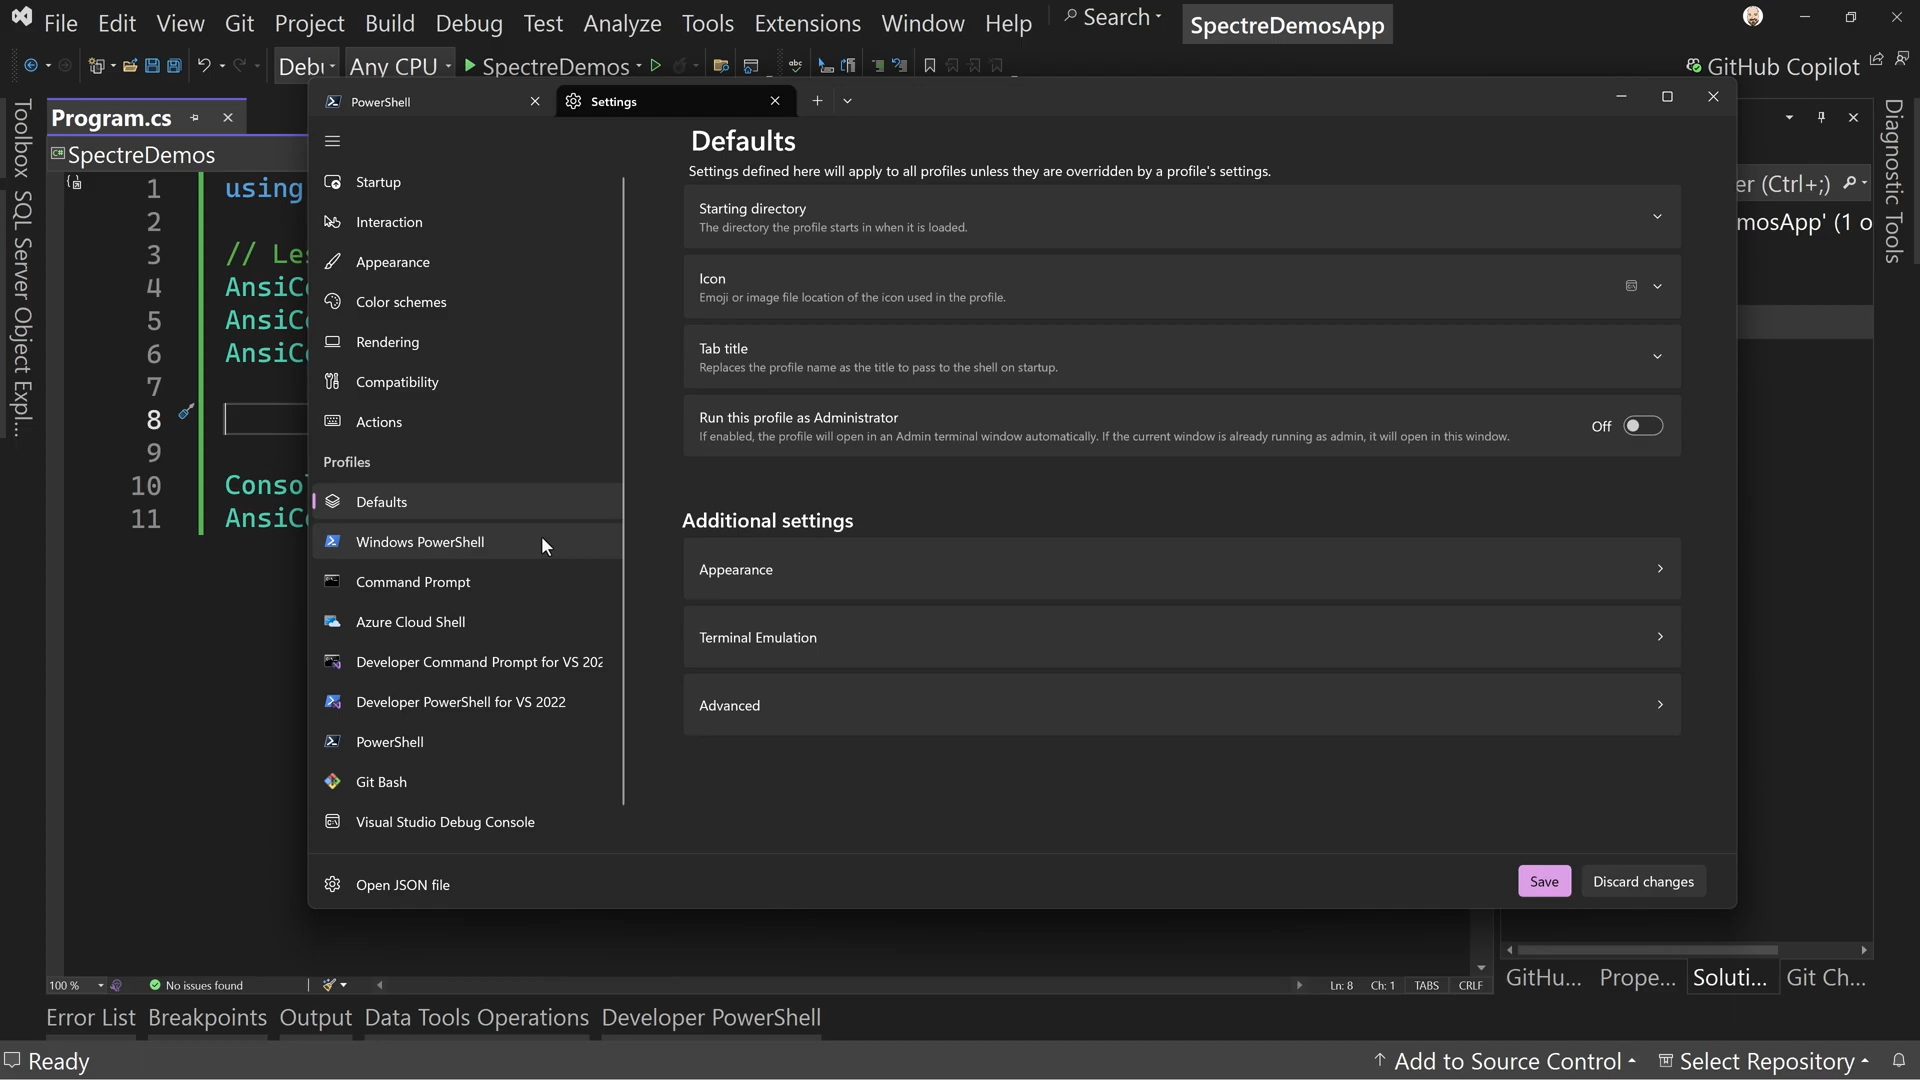 File Edit View Git Project Build Debug Test Analyze Tools Extensions Window Help Search SpectreDemosApp
Debu Any CPU SpectreDemos GitHub Copilot
PowerShell Settings
Toolbox
SQL Server Object Expl...
Program.cs
SpectreDemos
1 using
2
3 // Les
4 AnsiCo
5 AnsiCo
6 AnsiCo
7
8
9
10 Consol
11 AnsiCo
Startup
Interaction
Appearance
Color schemes
Rendering
Compatibility
Actions
Profiles
Defaults
Windows PowerShell
Command Prompt
Azure Cloud Shell
Developer Command Prompt for VS 202
Developer PowerShell for VS 2022
PowerShell
Git Bash
Visual Studio Debug Console
Open JSON file
Defaults
Settings defined here will apply to all profiles unless they are overridden by a profile's settings.
Starting directory
The directory the profile starts in when it is loaded.
Icon
Emoji or image file location of the icon used in the profile.
Tab title
Replaces the profile name as the title to pass to the shell on startup.
Run this profile as Administrator
If enabled, the profile will open in an Admin terminal window automatically. If the current window is already running as admin, it will open in this window.
Off
Additional settings
Appearance
Terminal Emulation
Advanced
Save Discard changes
er (Ctrl+;)
mosApp' (1 o
Diagnostic Tools
100 % No issues found Ln: 8 Ch: 1 TABS CRLF
GitHu... Prope... Soluti... Git Ch...
Error List Breakpoints Output Data Tools Operations Developer PowerShell
Ready Add to Source Control Select Repository